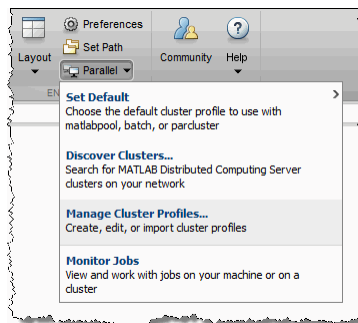 Preferences
Set Path
Layout
Parallel
Community
Help
EN
Set Default
Choose the default cluster profile to use with
matlabpool, batch, or parcluster
Discover Clusters...
Search for MATLAB Distributed Computing Server
clusters on your network
Manage Cluster Profiles...
Create, edit, or import cluster profiles
Monitor Jobs
View and work with jobs on your machine or on a
cluster